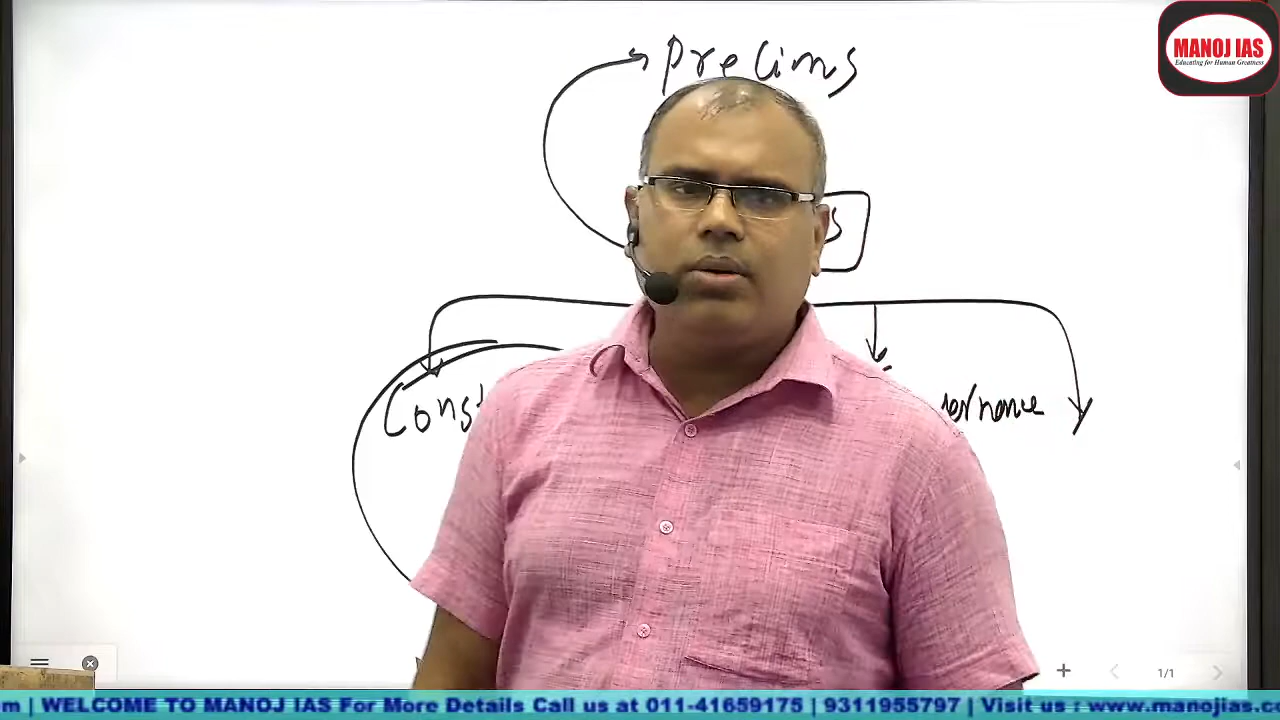 Prelims
MANOJ IAS
Educating for Human Greatness
S
Const
ernance
1/1
m | WELCOME TO MANOJ IAS For More Details Call us at 011-41659175 | 9311955797 | Visit us : www.manojias.c